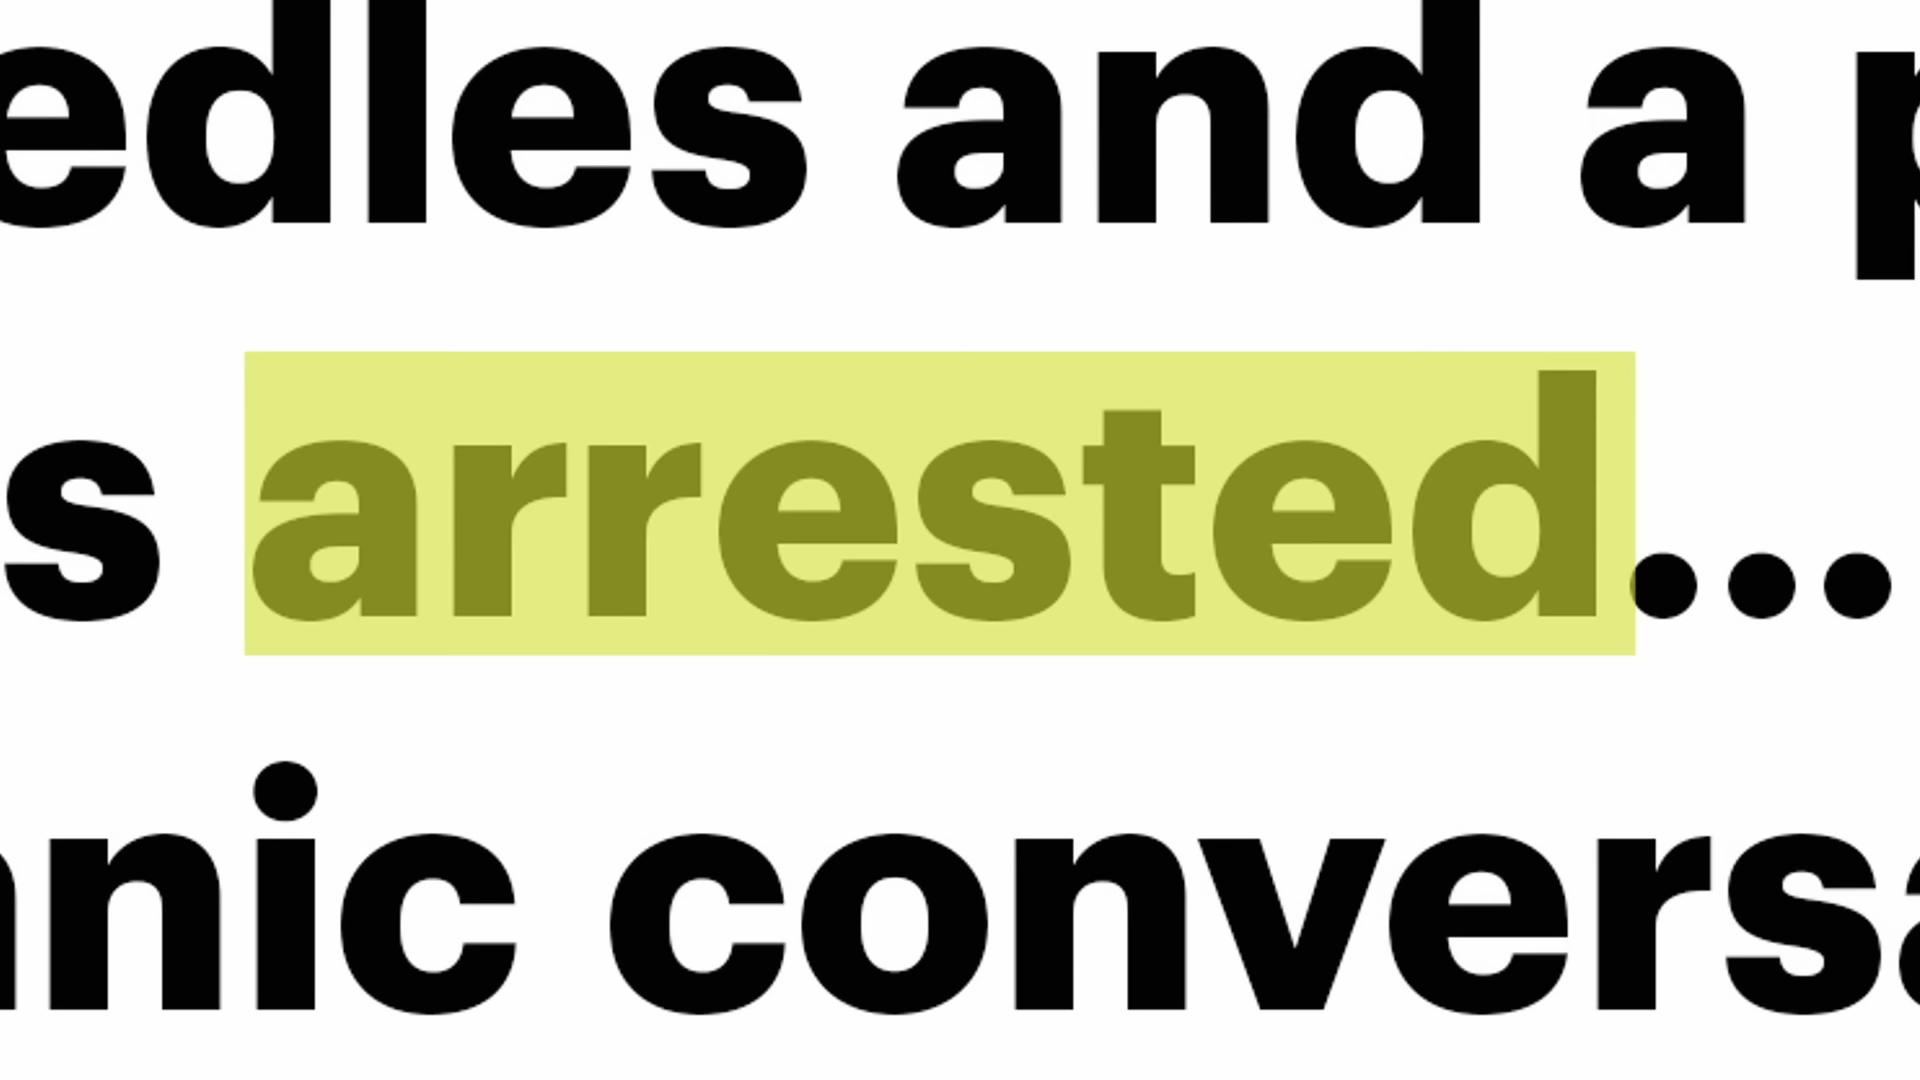 edles and a p
s arrested...
nic conversa